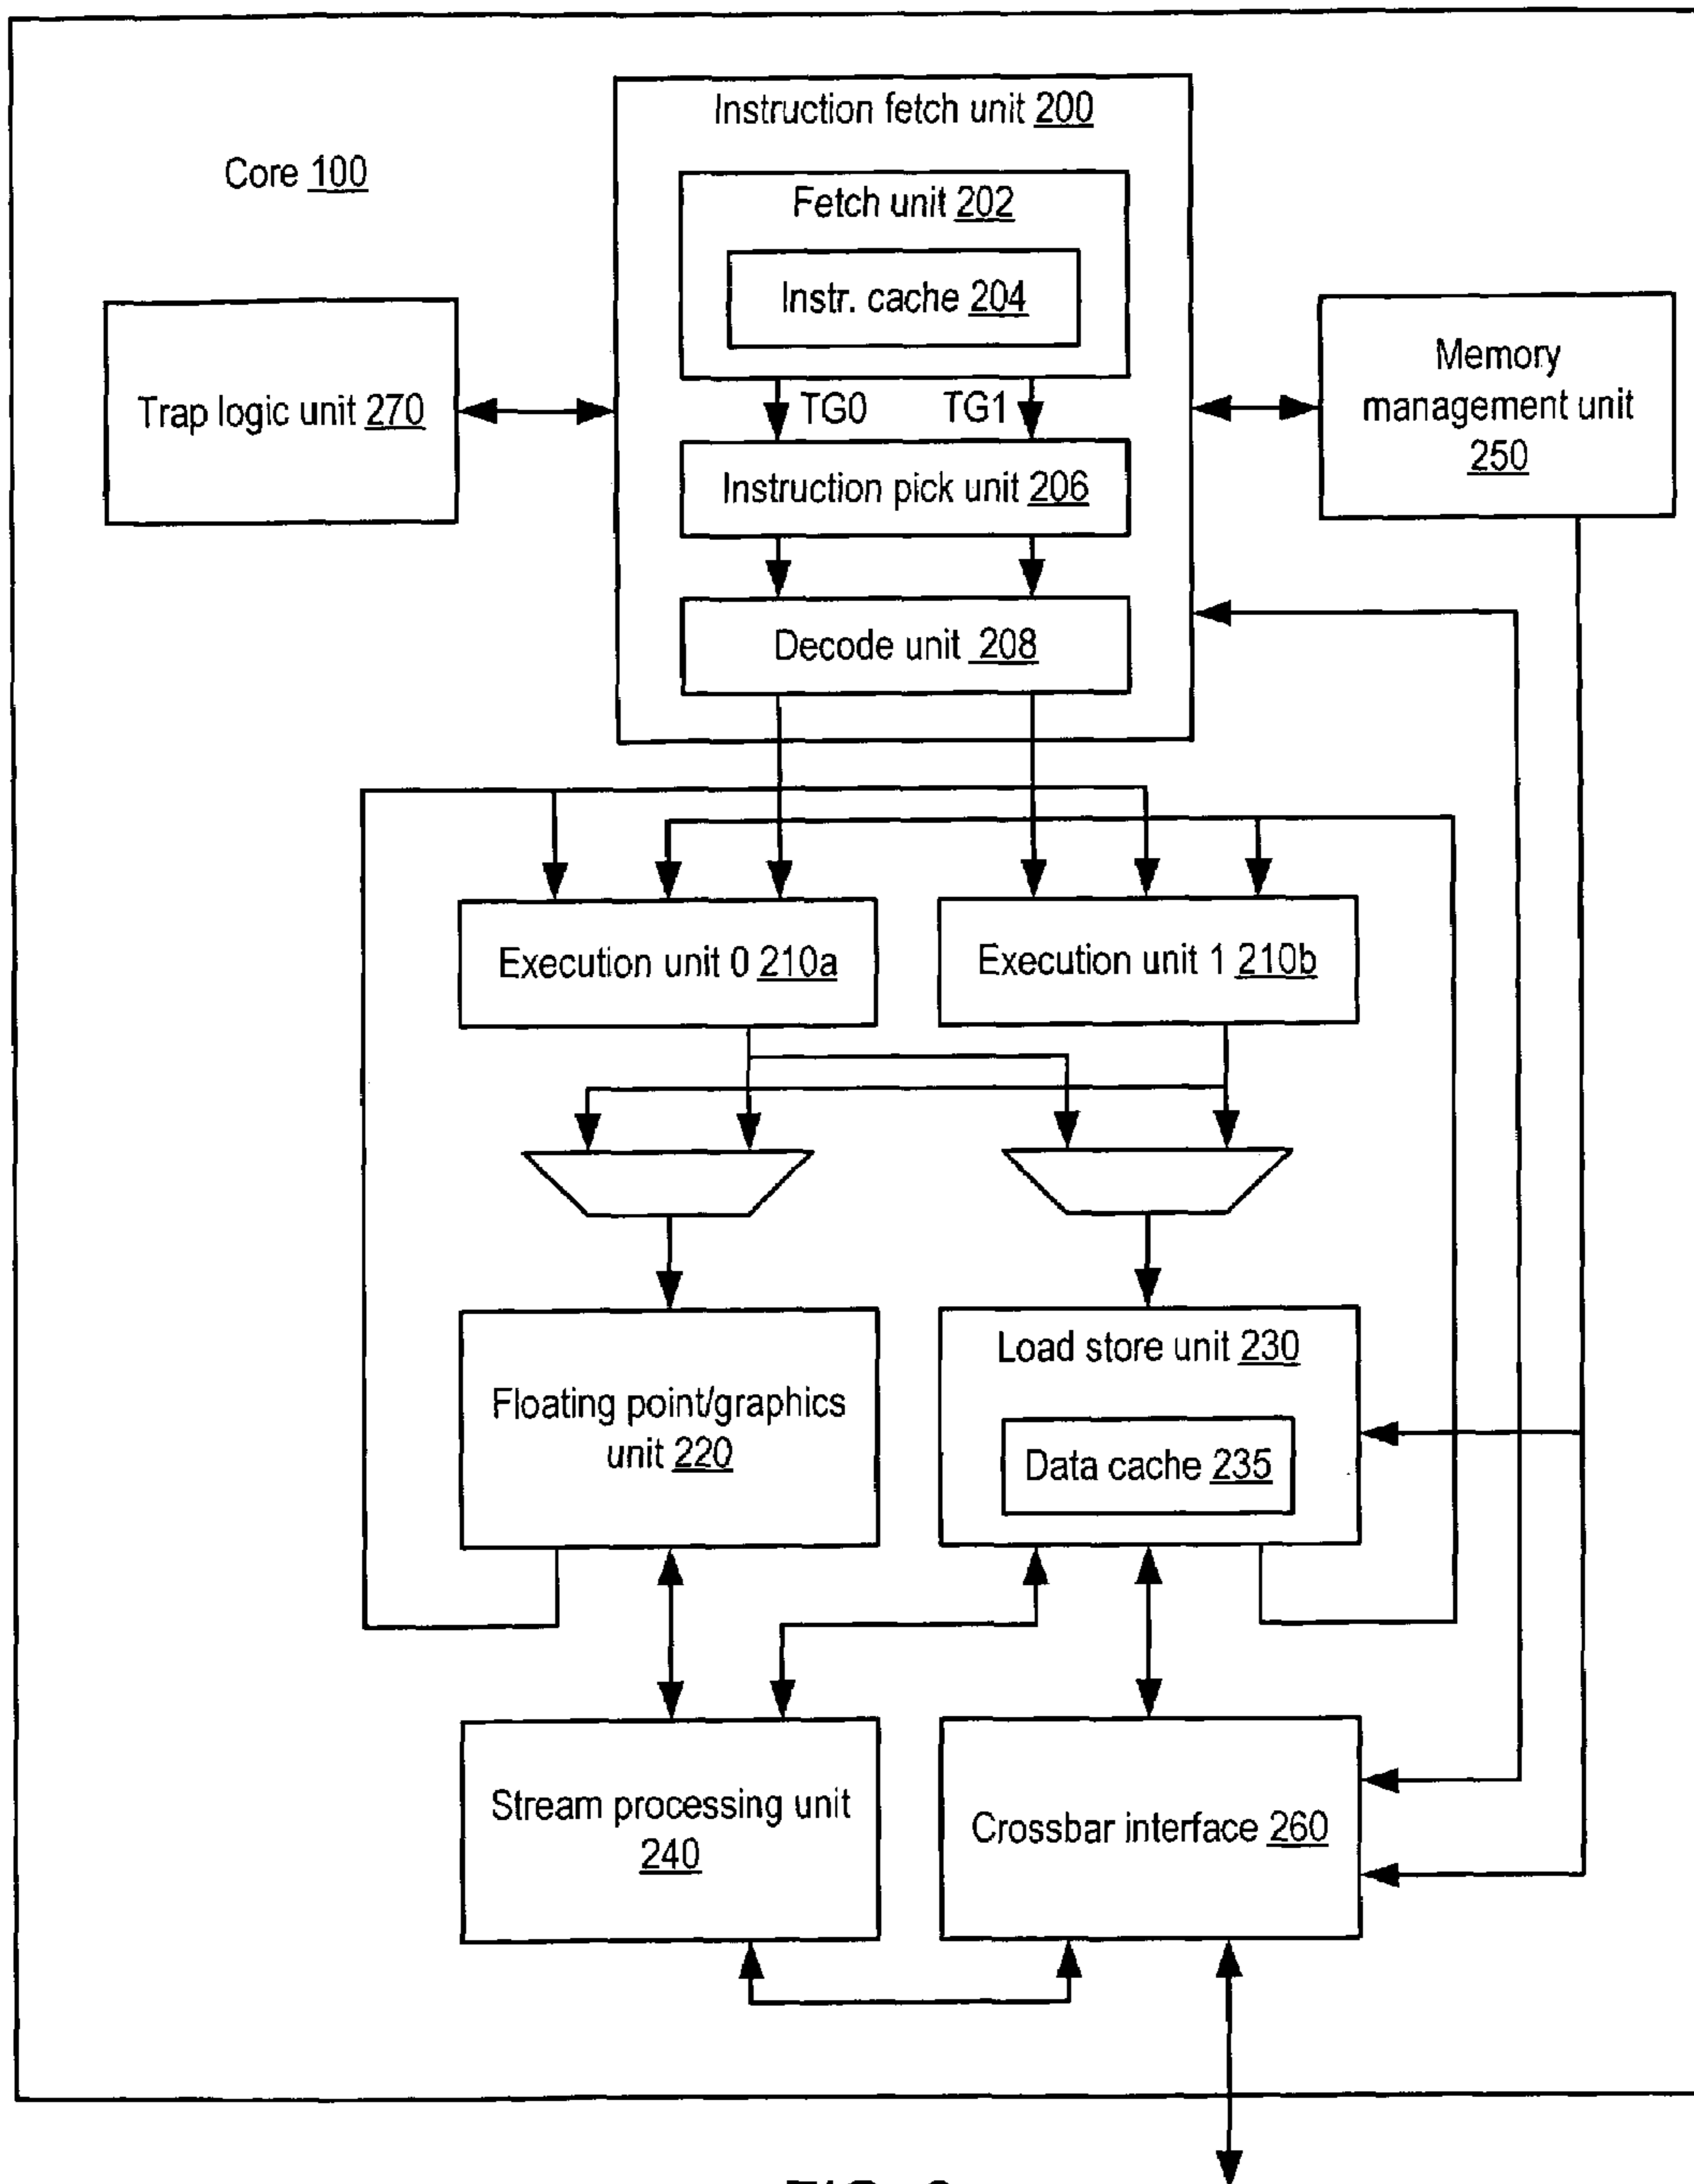 Instruction fetch unit 200
Core 100
Fetch unit 202
Instr. cache 204
Trap logic unit 270
Memory
management unit
250
TG0
TG1
Instruction pick unit 206
Decode unit 208
Execution unit 0 210a
Execution unit 1 210b
Load store unit 230
Floating point/graphics
unit 220
Data cache 235
Stream processing unit
240
Crossbar interface 260